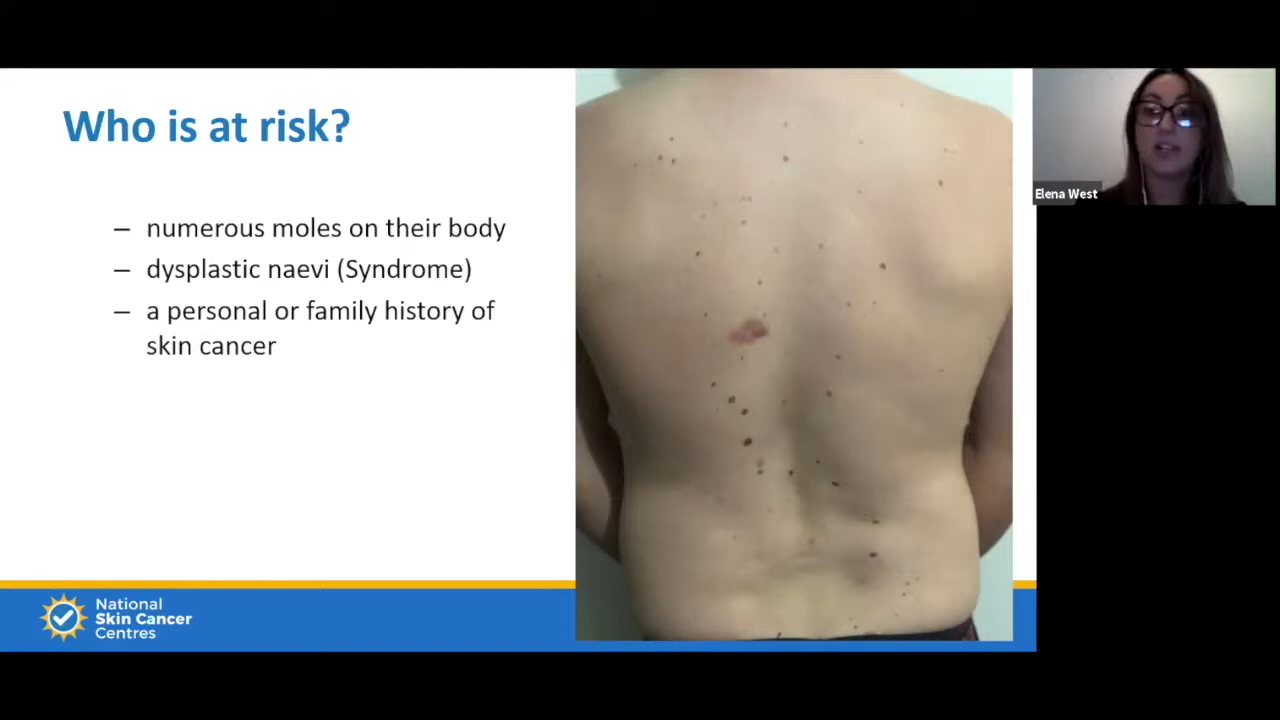 Who is at risk?
– numerous moles on their body
– dysplastic naevi (Syndrome)
– a personal or family history of
skin cancer
Elena West
National
Skin Cancer
Centres